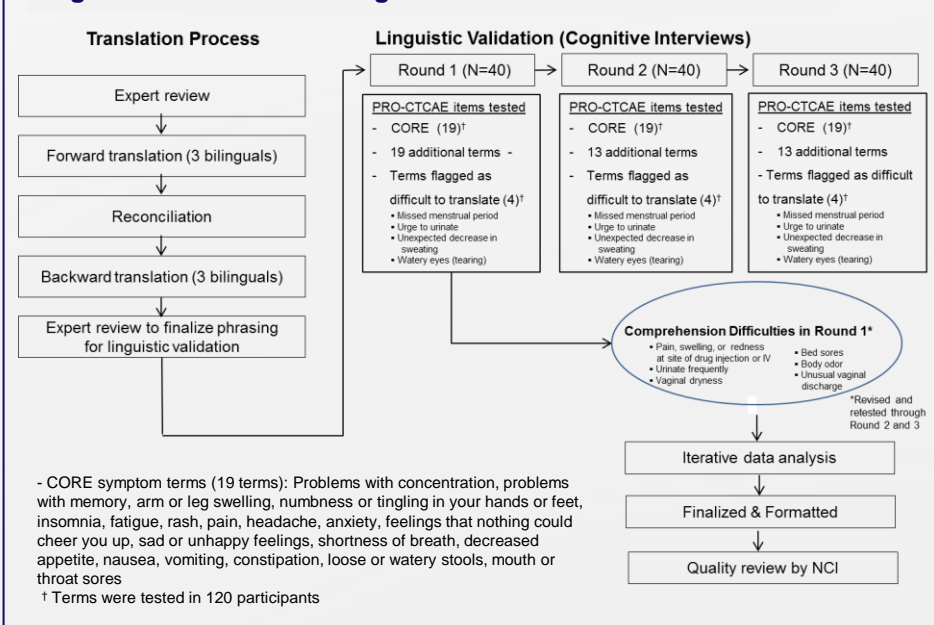 Translation Process
Expert review
Forward translation (3 bilinguals)
Reconciliation
Backward translation (3 bilinguals)
Expert review to finalize phrasing
for linguistic validation
Linguistic Validation (Cognitive Interviews)
Round 1 (N=40)
Round 2 (N=40)
Round 3 (N=40)
PRO-CTCAE items tested
- CORE (19)†
- 19 additional terms -
- Terms flagged as
difficult to translate (4)†
▪ Missed menstrual period
▪ Urge to urinate
▪ Unexpected decrease in
sweating
▪ Watery eyes (tearing)
PRO-CTCAE items tested
- CORE (19)†
- 13 additional terms
- Terms flagged as
difficult to translate (4)†
▪ Missed menstrual period
▪ Urge to urinate
▪ Unexpected decrease in
sweating
▪ Watery eyes (tearing)
PRO-CTCAE items tested
- CORE (19)†
- 13 additional terms
- Terms flagged as difficult
to translate (4)†
▪ Missed menstrual period
▪ Urge to urinate
▪ Unexpected decrease in
sweating
▪ Watery eyes (tearing)
Comprehension Difficulties in Round 1*
▪ Pain, swelling, or redness
at site of drug injection or IV
▪ Urinate frequently
▪ Vaginal dryness
▪ Bed sores
▪ Body odor
▪ Unusual vaginal
discharge
*Revised and
retested through
Round 2 and 3
Iterative data analysis
Finalized & Formatted
Quality review by NCI
- CORE symptom terms (19 terms): Problems with concentration, problems
with memory, arm or leg swelling, numbness or tingling in your hands or feet,
insomnia, fatigue, rash, pain, headache, anxiety, feelings that nothing could
cheer you up, sad or unhappy feelings, shortness of breath, decreased
appetite, nausea, vomiting, constipation, loose or watery stools, mouth or
throat sores
† Terms were tested in 120 participants